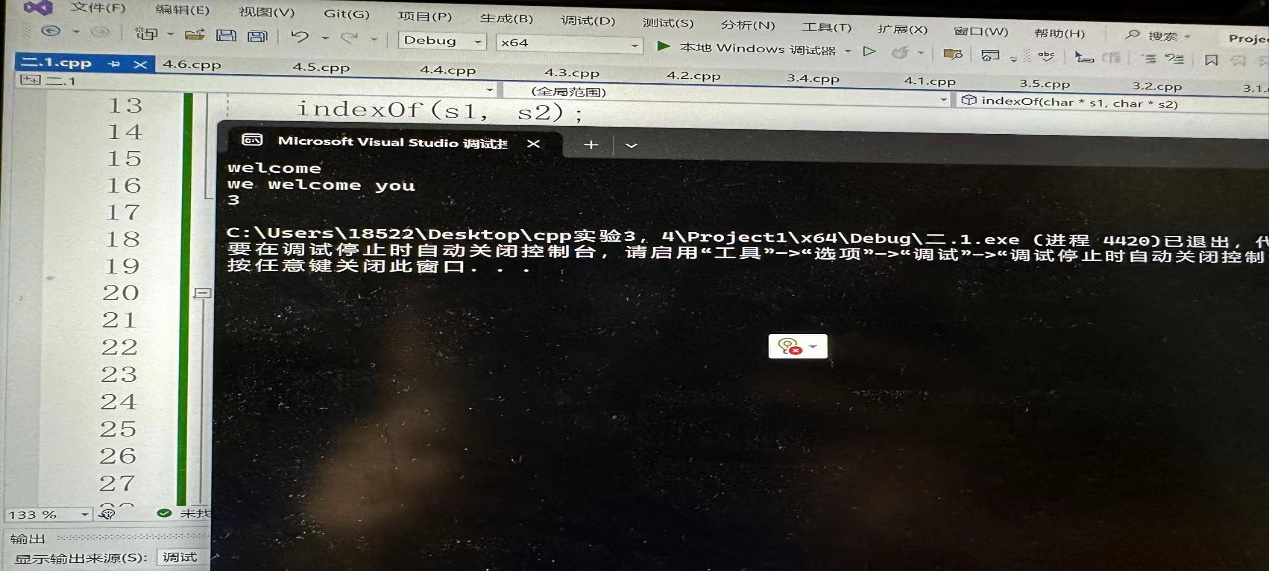 文件(F) 编辑(E) 视图(V) Git(G) 项目(P) 生成(B) 调试(D) 测试(S) 分析(N) 工具(T) 扩展(X) 窗口(W) 帮助(H) 搜索 Projec
Debug x64 本地 Windows 调试器
二.1.cpp 4.6.cpp 4.5.cpp 4.4.cpp 4.3.cpp 4.2.cpp 3.4.cpp 4.1.cpp 3.5.cpp 3.2.cpp 3.1.
二.1 (全局范围) indexOf(char * s1, char * s2)
13 indexOf(s1, s2);
14
15
16
17
18
19
20
21
22
23
24
25
26
27
Microsoft Visual Studio 调试控
welcome
we welcome you
3
C:\Users\18522\Desktop\cpp实验3, 4\Project1\x64\Debug\二.1.exe (进程 4420)已退出，代
要在调试停止时自动关闭控制台，请启用“工具”->“选项”->“调试”->“调试停止时自动关闭控制
按任意键关闭此窗口. . .
133 % 未找
输出
显示输出来源(S): 调试